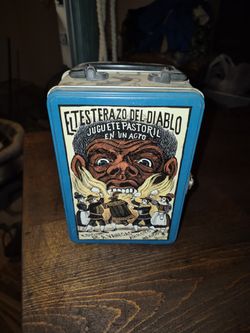 EL TESTERAZO DEL DIABLO
JUGUETE PASTORIL
EN UN ACTO